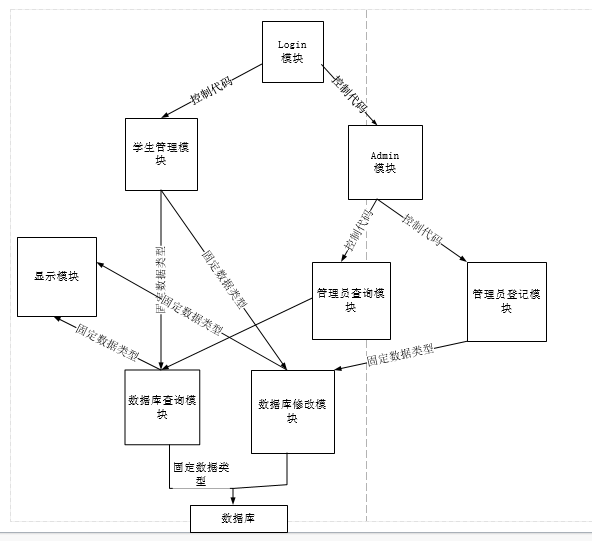 Login
模块
控制代码
控制代码
学生管理模
块
Admin
模块
控制代码
控制代码
固定数据类型
固定数据类型
显示模块
管理员查询模
块
管理员登记模
块
固定数据类型
固定数据类型
固定数据类型
数据库查询模
块
数据库修改模
块
固定数据类
型
数据库